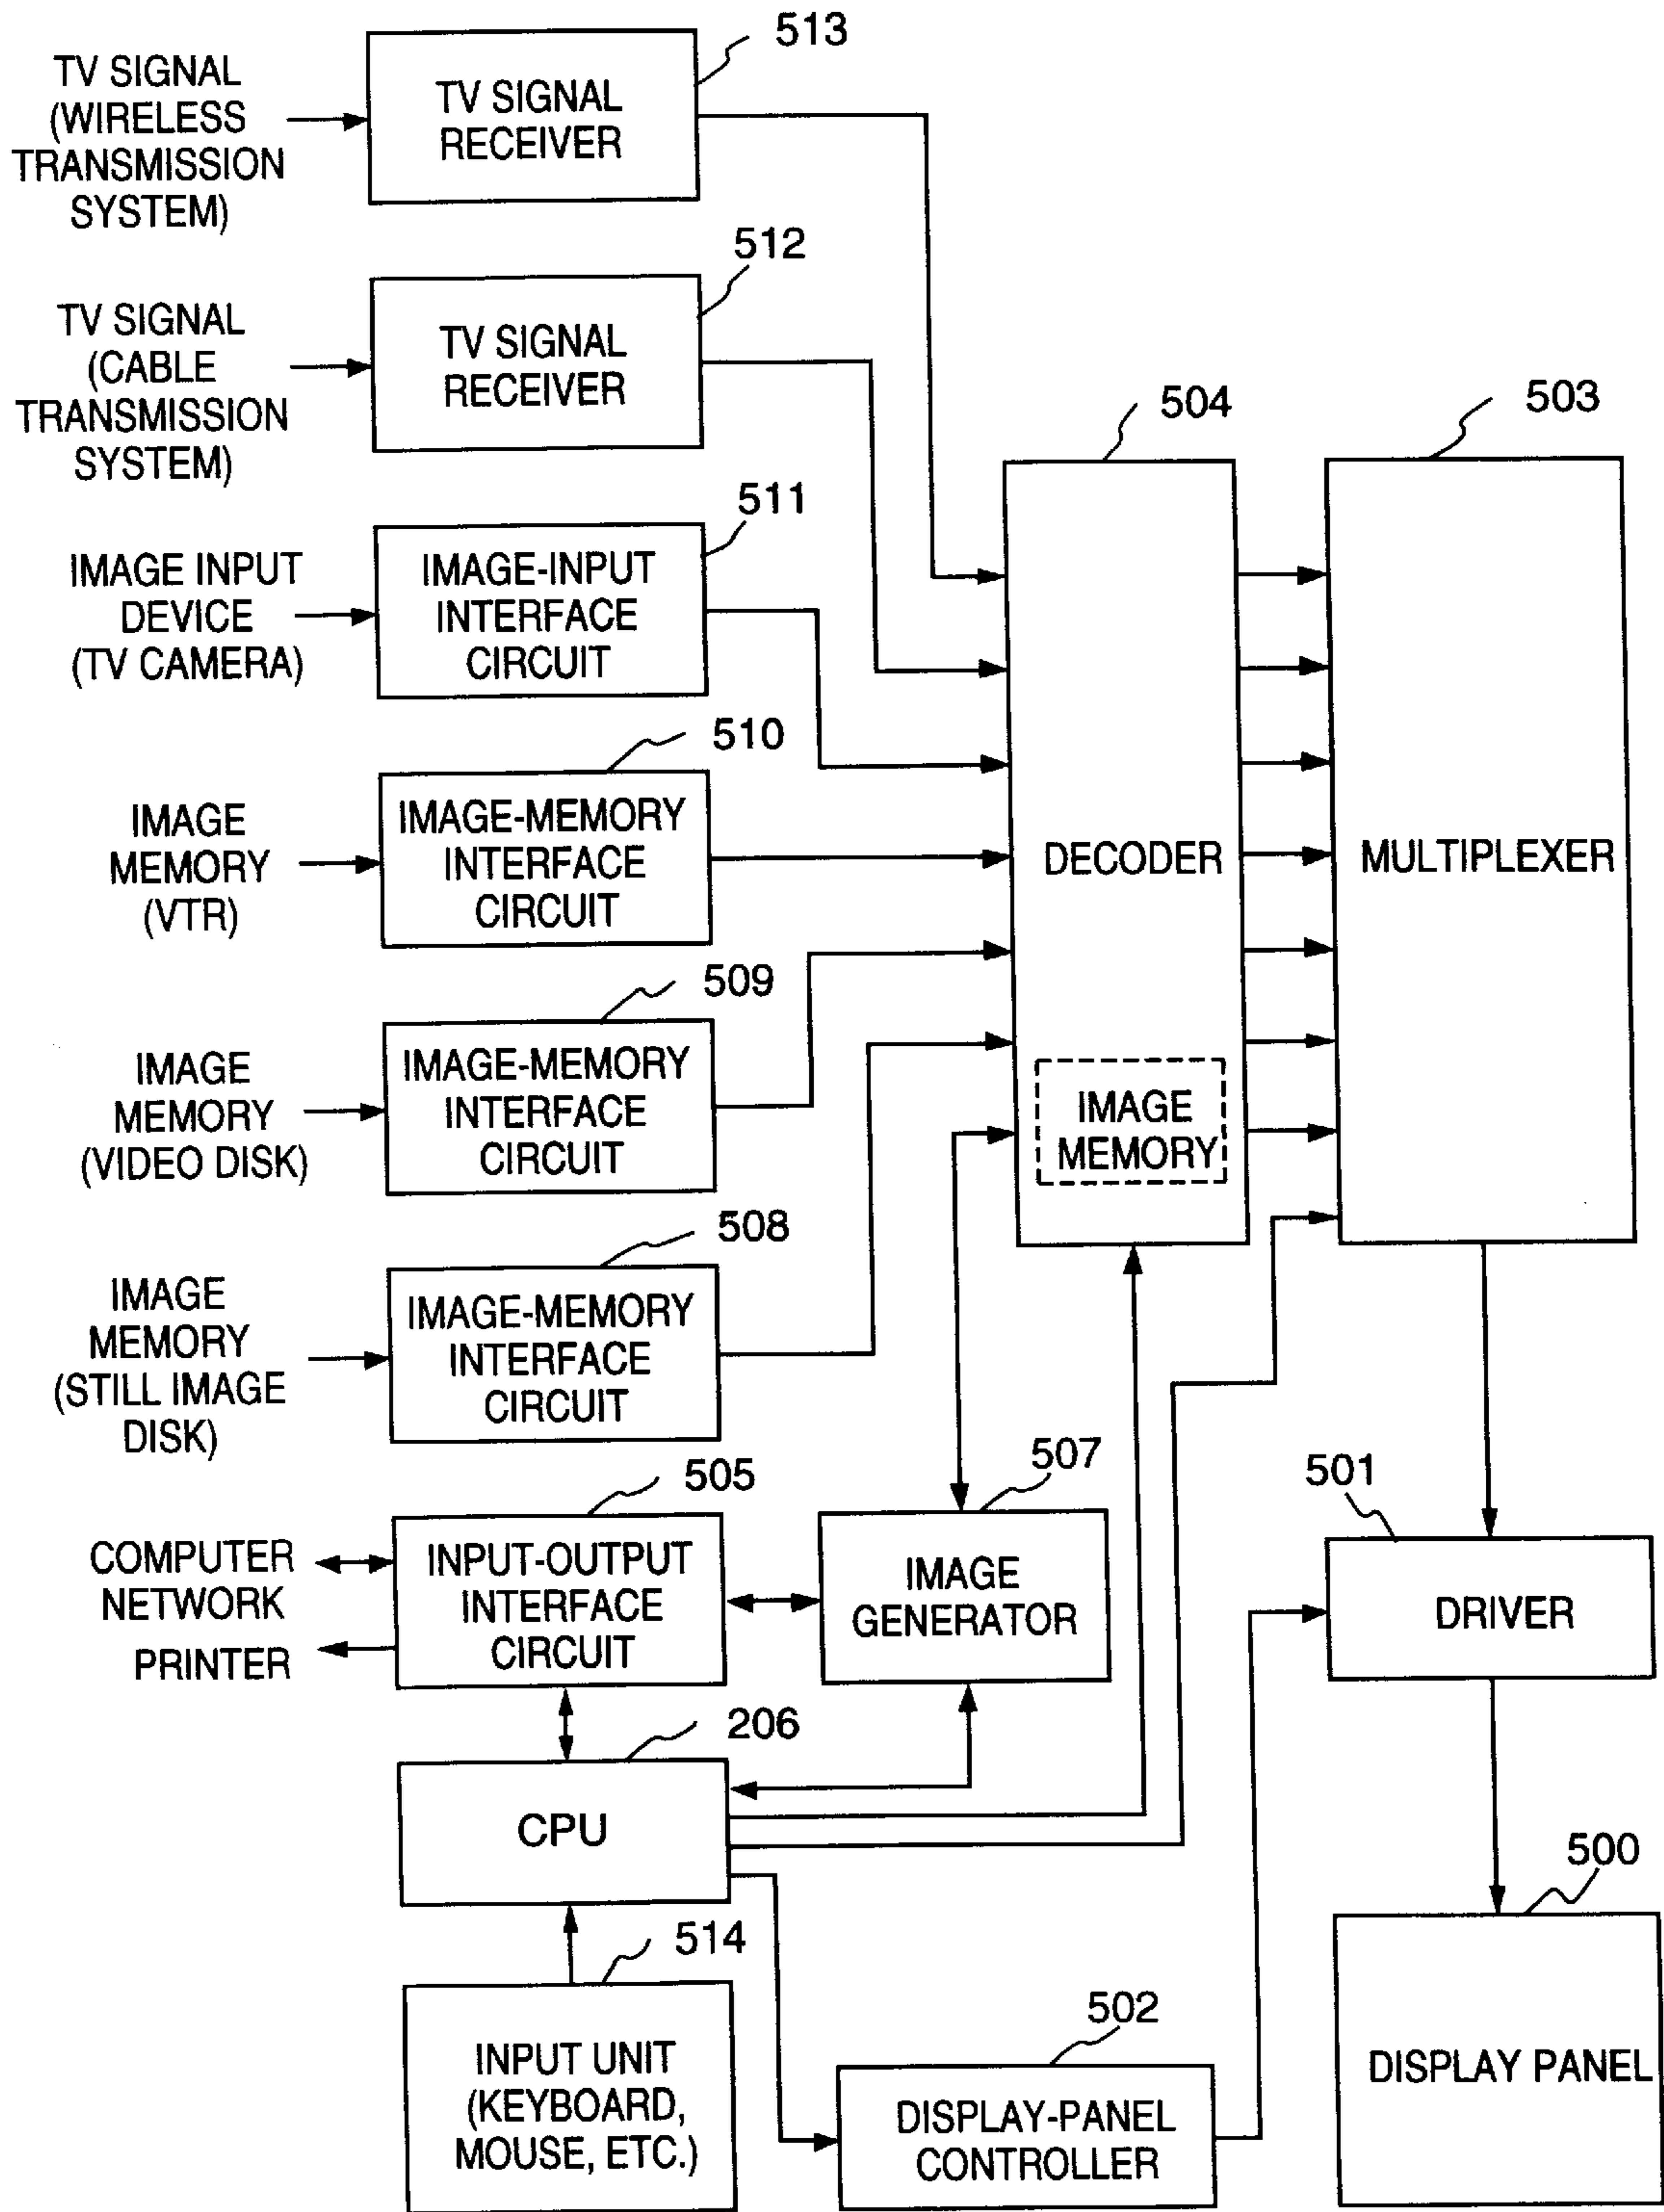 513
TV SIGNAL
(WIRELESS
TRANSMISSION
SYSTEM)
TV SIGNAL
RECEIVER
512
TV SIGNAL
(CABLE
TRANSMISSION
SYSTEM)
TV SIGNAL
RECEIVER
504
503
511
IMAGE INPUT
DEVICE
(TV CAMERA)
IMAGE-INPUT
INTERFACE
CIRCUIT
510
IMAGE
MEMORY
(VTR)
IMAGE-MEMORY
INTERFACE
CIRCUIT
DECODER
MULTIPLEXER
509
IMAGE
MEMORY
(VIDEO DISK)
IMAGE-MEMORY
INTERFACE
CIRCUIT
IMAGE
MEMORY
508
IMAGE
MEMORY
(STILL IMAGE
DISK)
IMAGE-MEMORY
INTERFACE
CIRCUIT
505
507
501
COMPUTER
NETWORK
PRINTER
INPUT-OUTPUT
INTERFACE
CIRCUIT
IMAGE
GENERATOR
DRIVER
206
CPU
500
514
INPUT UNIT
(KEYBOARD,
MOUSE, ETC.)
502
DISPLAY-PANEL
CONTROLLER
DISPLAY PANEL